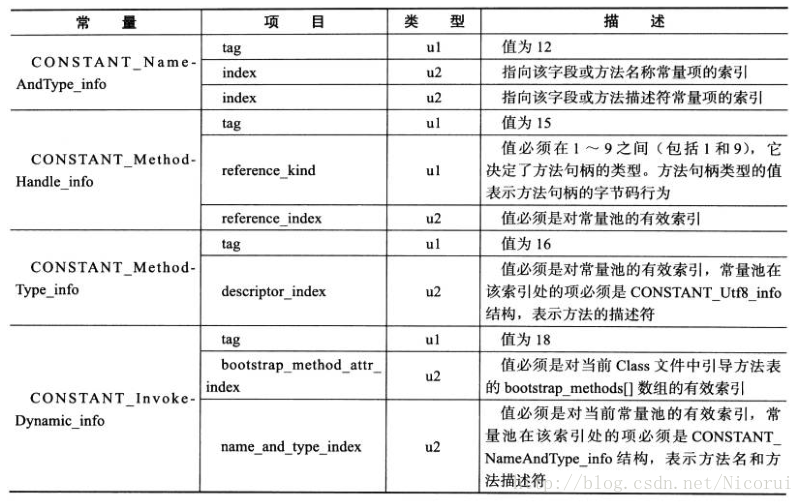 常 量 项 目 类 型 描 述
CONSTANT_Name-
AndType_info
tag u1 值为 12
index u2 指向该字段或方法名称常量项的索引
index u2 指向该字段或方法描述符常量项的索引
CONSTANT_Method-
Handle_info
tag u1 值为 15
reference_kind u1 值必须在 1 ~ 9 之间（包括 1 和 9），它
决定了方法句柄的类型。方法句柄类型的值
表示方法句柄的字节码行为
reference_index u2 值必须是对常量池的有效索引
CONSTANT_Method-
Type_info
tag u1 值为 16
descriptor_index u2 值必须是对常量池的有效索引，常量池在
该索引处的项必须是 CONSTANT_Utf8_info
结构，表示方法的描述符
CONSTANT_Invoke-
Dynamic_info
tag u1 值为 18
bootstrap_method_attr_
index u2 值必须是对当前 Class 文件中引导方法表
的 bootstrap_methods[] 数组的有效索引
name_and_type_index u2 值必须是对当前常量池的有效索引，常
量池在该索引处的项必须是 CONSTANT_
NameAndType_info 结构，表示方法名和方
法描述符
http://blog.csdn.net/Nicorui